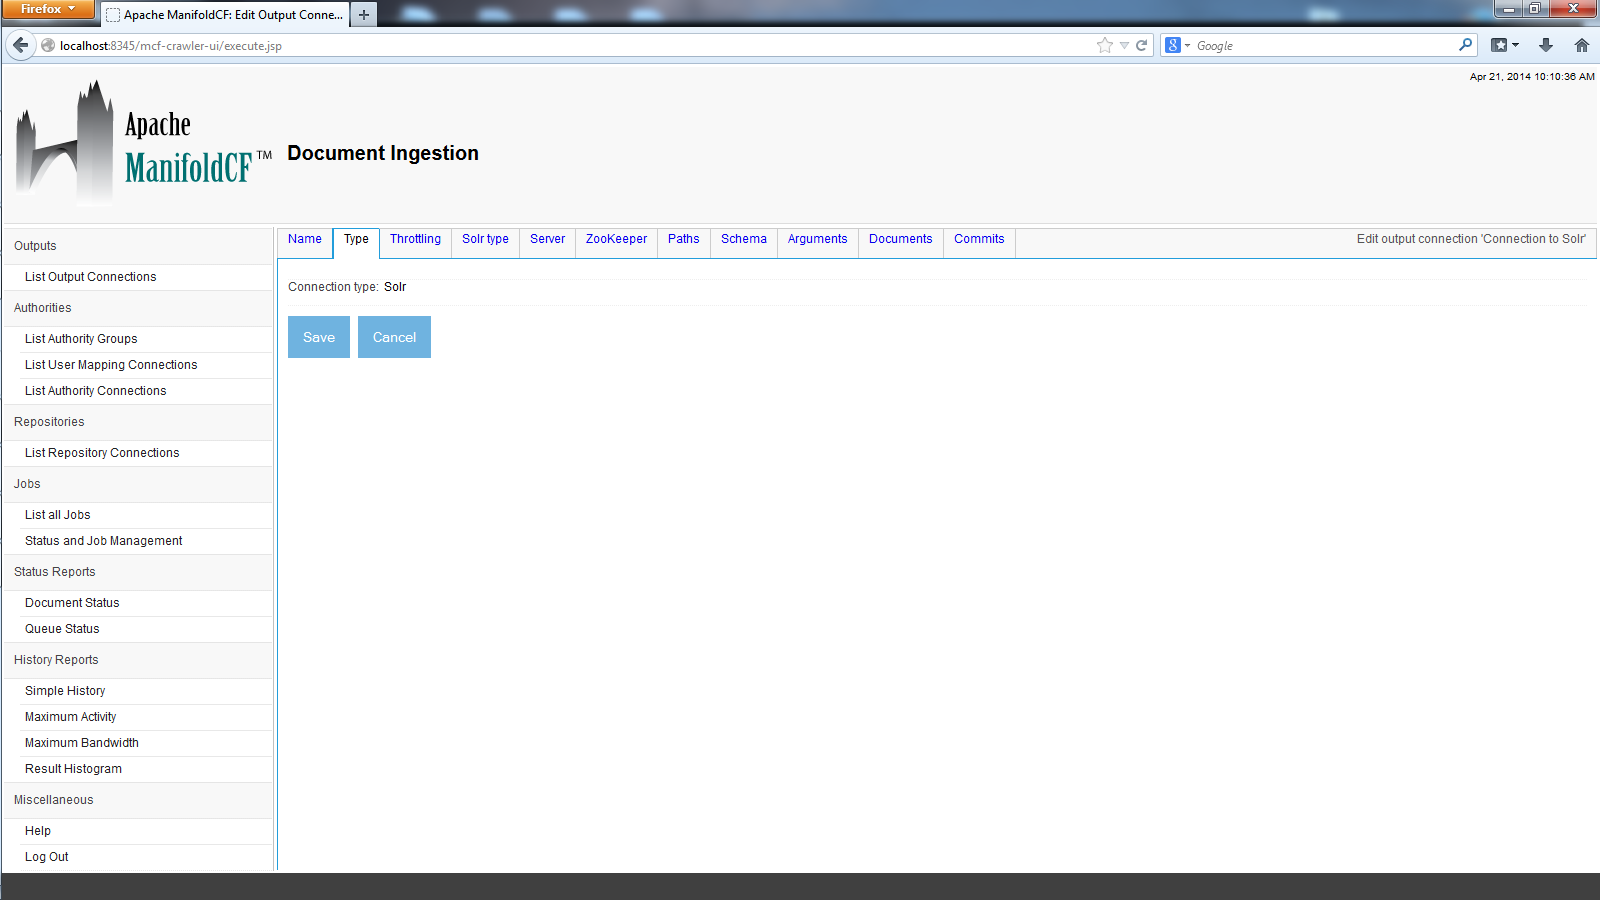 Firefox
Apache ManifoldCF: Edit Output Conne...
localhost:8345/mcf-crawler-ui/execute.jsp
Google
Apr 21, 2014 10:10:36 AM
Apache
ManifoldCF™
Document Ingestion
Name Type Throttling Solr type Server ZooKeeper Paths Schema Arguments Documents Commits Edit output connection 'Connection to Solr'
Connection type: Solr
Save Cancel
Outputs
List Output Connections
Authorities
List Authority Groups
List User Mapping Connections
List Authority Connections
Repositories
List Repository Connections
Jobs
List all Jobs
Status and Job Management
Status Reports
Document Status
Queue Status
History Reports
Simple History
Maximum Activity
Maximum Bandwidth
Result Histogram
Miscellaneous
Help
Log Out